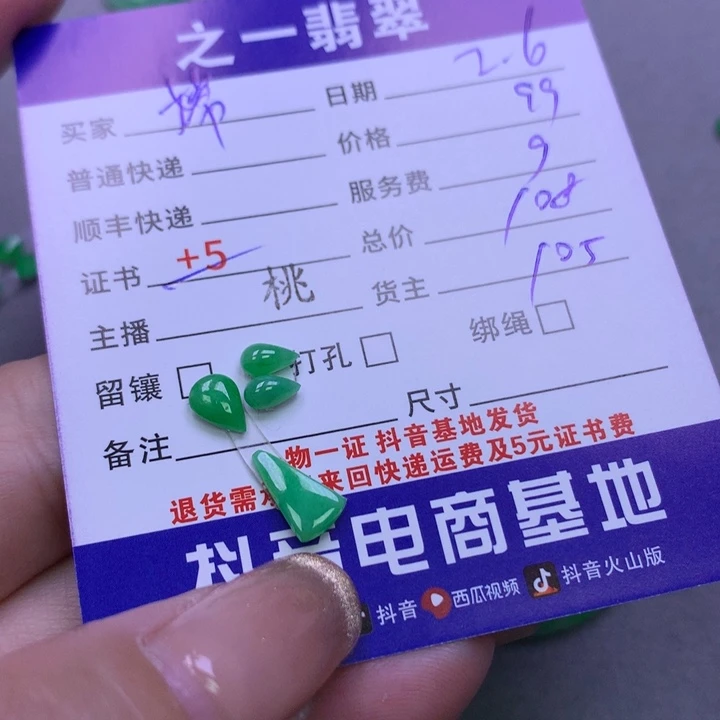 之一翡翠
买家 日期 2.6
普通快递 价格 99
顺丰快递 服务费 9
证书 +5 总价 108
主播 桃 货主 105
留镶 打孔 绑绳
备注 尺寸
物一证 抖音基地发货
退货需 来回快递运费及5元证书费
抖音电商基地
抖音 西瓜视频 抖音火山版